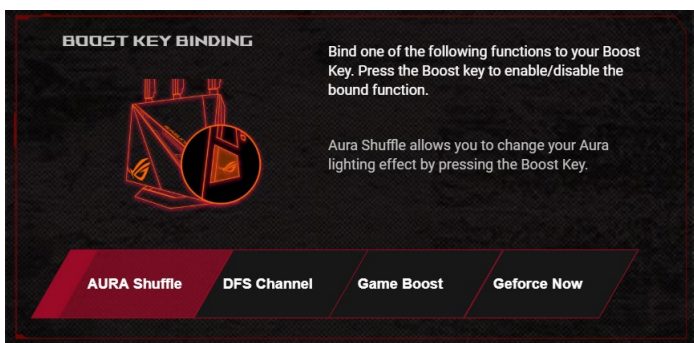 BOOST KEY BINDING
Bind one of the following functions to your Boost
Key. Press the Boost key to enable/disable the
bound function.
Aura Shuffle allows you to change your Aura
lighting effect by pressing the Boost Key.
AURA Shuffle
DFS Channel
Game Boost
Geforce Now